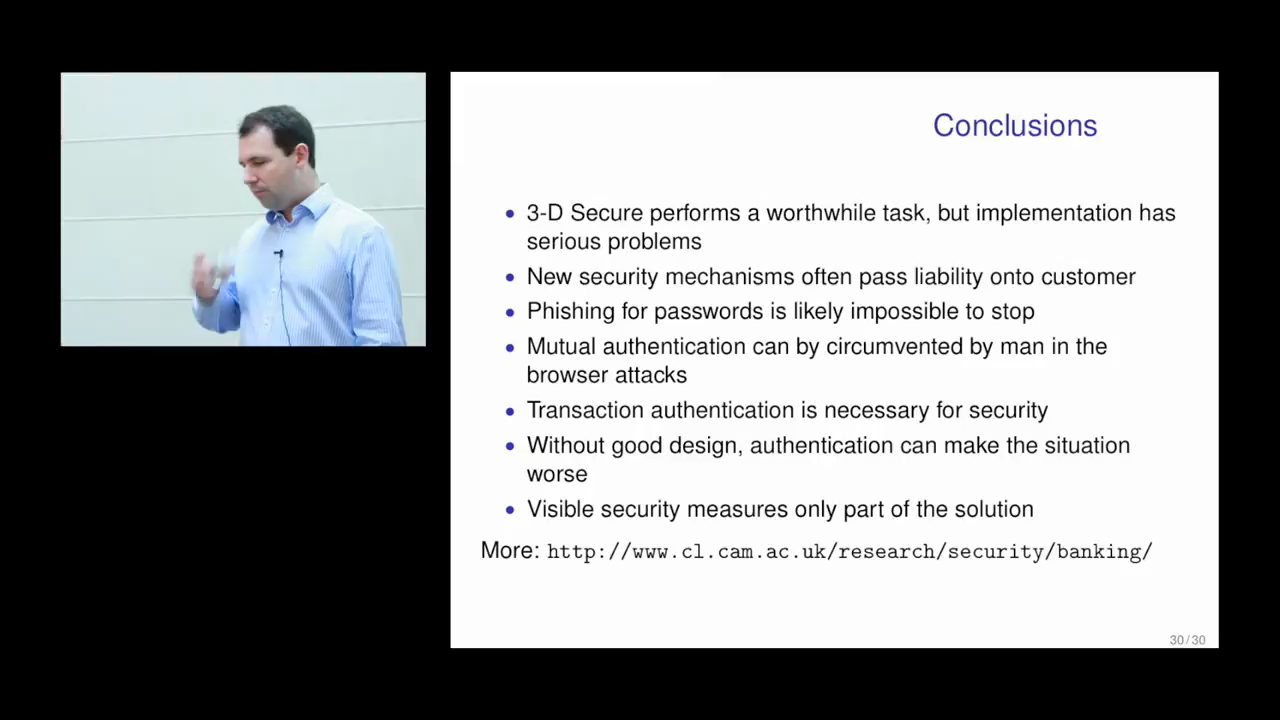 Conclusions
3-D Secure performs a worthwhile task, but implementation has
serious problems
New security mechanisms often pass liability onto customer
Phishing for passwords is likely impossible to stop
Mutual authentication can by circumvented by man in the
browser attacks
Transaction authentication is necessary for security
Without good design, authentication can make the situation
worse
Visible security measures only part of the solution
More: http://www.cl.cam.ac.uk/research/security/banking/
30 / 30